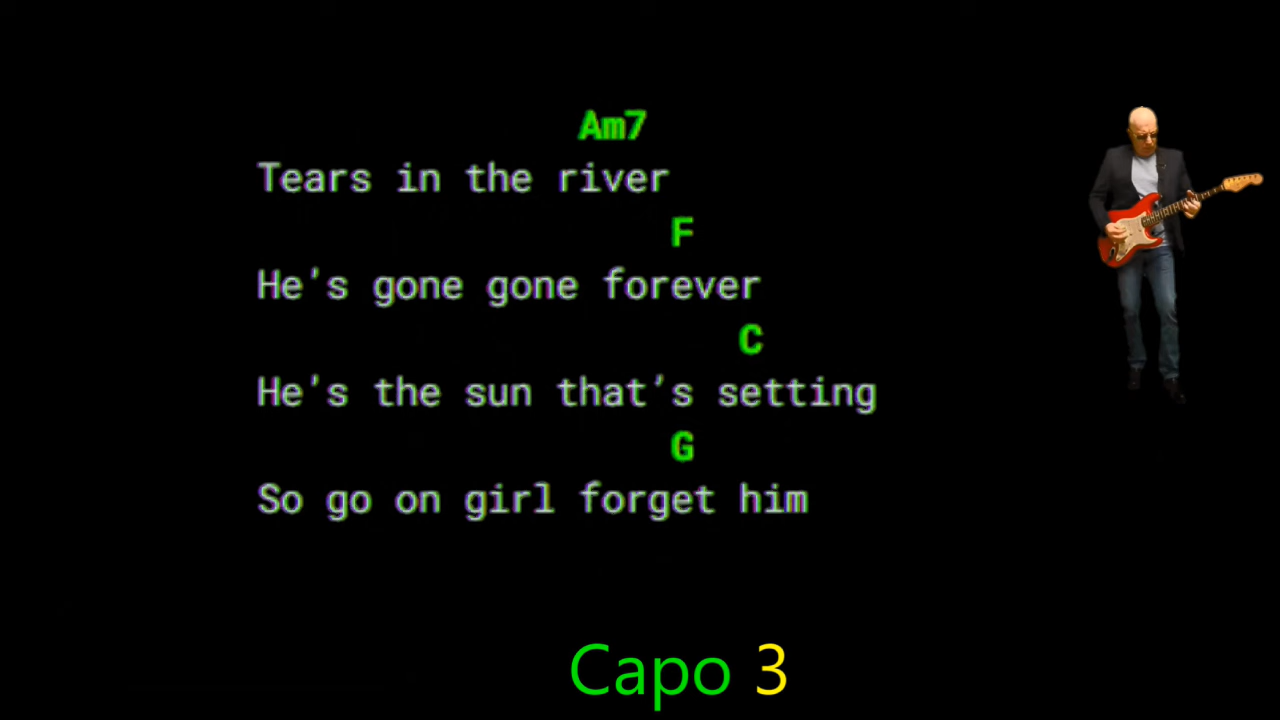 Am7
Tears in the river
F
He's gone gone forever
C
He's the sun that's setting
G
So go on girl forget him
Capo 3